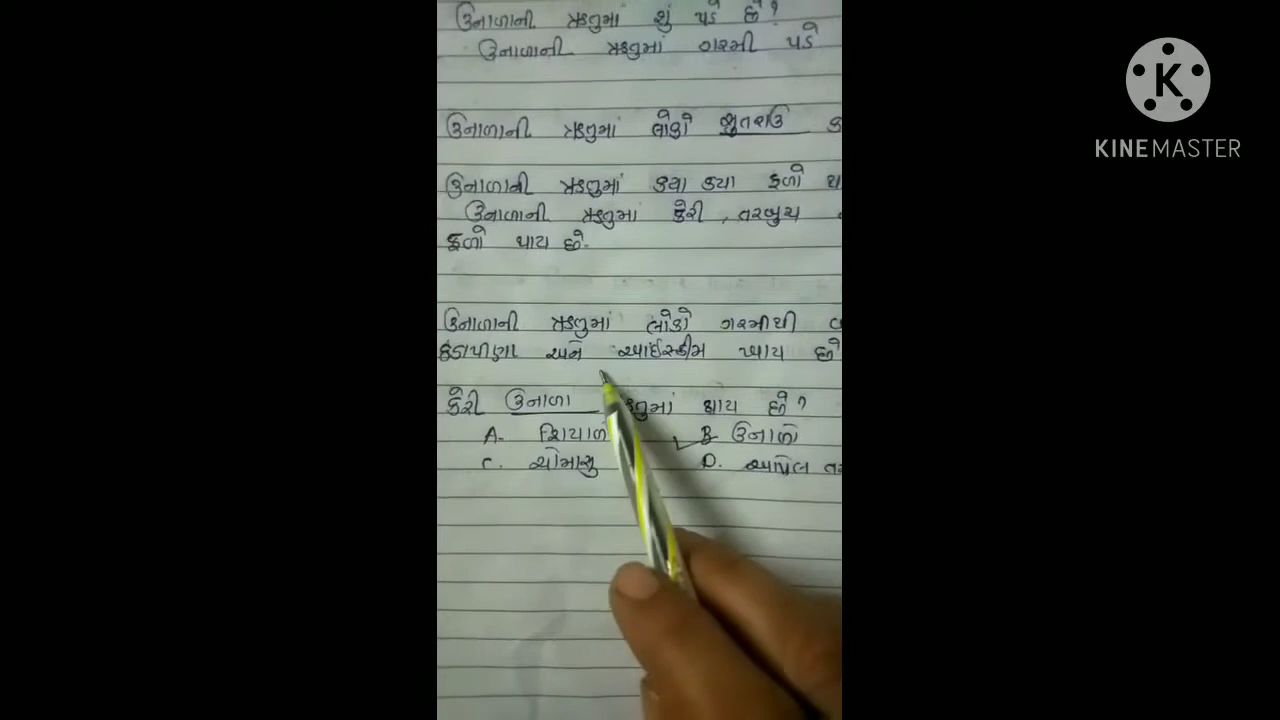 ઉનાળાની ઋતુમાં શું પડે છે?
ઉનાળાની ઋતુમાં ગરમી પડે
ઉનાળાની ઋતુમાં લોકો સુતરાઉ
ઉનાળાની ઋતુમાં કયા કયા ફળો
ઉનાળાની ઋતુમાં કેરી, તરબુચ
ફળો થાય છે.
ઉનાળાની ઋતુમાં લોકો ગરમીથી
ઠંડાપીણા અને આઈસ્ક્રીમ ખાય છે
કેરી ઉનાળા ઋતુમાં થાય છે?
A. શિયાળો B ઉનાળો
C. ચોમાસુ D.
K
KINEMASTER